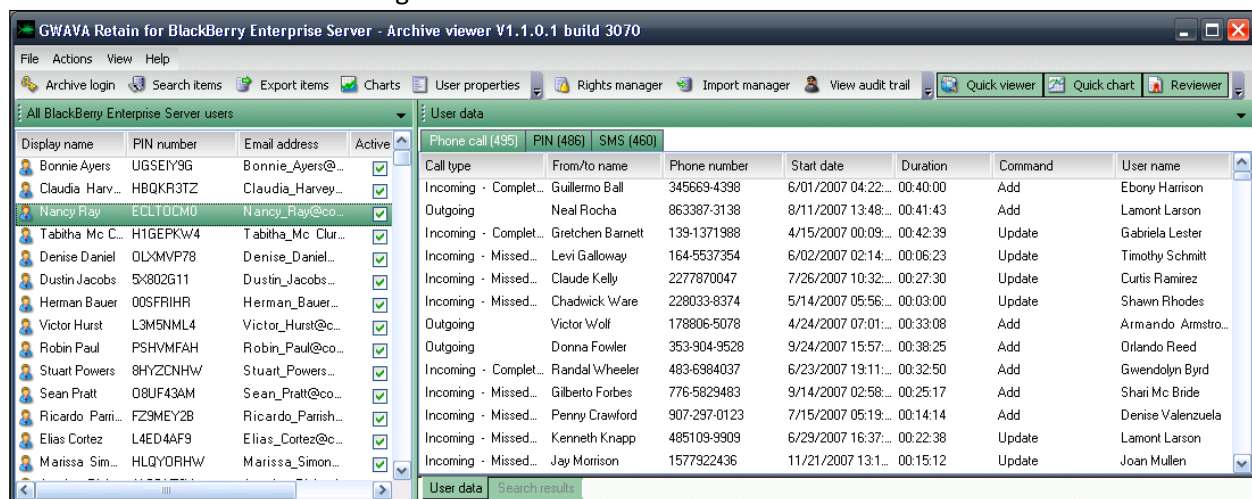 GWAVA Retain for BlackBerry Enterprise Server - Archive viewer V1.1.0.1 build 3070
File Actions View Help
Archive login Search items Export items Charts User properties Rights manager Import manager View audit trail Quick viewer Quick chart Reviewer
All BlackBerry Enterprise Server users User data
Phone call (495) PIN (486) SMS (460)
Display name PIN number Email address Active
Call type From/to name Phone number Start date Duration Command User name
Bonnie Ayers UGSEIY9G Bonnie_Ayers@...
Incoming - Complet... Guillermo Ball 345669-4398 6/01/2007 04:22:... 00:40:00 Add Ebony Harrison
Claudia Harv... HBQKR3TZ Claudia_Harvey...
Outgoing Neal Rocha 863387-3138 8/11/2007 13:48:... 00:41:43 Add Lamont Larson
Nancy Ray ECLTOCM0 Nancy_Ray@co...
Incoming - Complet... Gretchen Barnett 139-1371988 4/15/2007 00:09:... 00:42:39 Update Gabriela Lester
Tabitha Mc C... H1GEPKW4 Tabitha_Mc Clur...
Incoming - Missed... Levi Galloway 164-5537354 6/02/2007 02:14:... 00:06:23 Update Timothy Schmitt
Denise Daniel OLXMVP78 Denise_Daniel...
Incoming - Missed... Claude Kelly 2277870047 7/26/2007 10:32:... 00:27:30 Update Curtis Ramirez
Dustin Jacobs 5X802G11 Dustin_Jacobs...
Incoming - Missed... Chadwick Ware 228033-8374 5/14/2007 05:56:... 00:03:00 Update Shawn Rhodes
Herman Bauer 00SFRIHR Herman_Bauer...
Outgoing Victor Wolf 178806-5078 4/24/2007 07:01:... 00:33:08 Add Armando Armstro...
Victor Hurst L3M5NML4 Victor_Hurst@c...
Outgoing Donna Fowler 353-904-9528 9/24/2007 15:57:... 00:38:25 Add Orlando Reed
Robin Paul PSHVMFAH Robin_Paul@co...
Incoming - Complet... Randal Wheeler 483-6984037 6/23/2007 19:11:... 00:32:50 Add Gwendolyn Byrd
Stuart Powers 8HYZCNHW Stuart_Powers...
Incoming - Missed... Gilberto Forbes 776-5829483 9/14/2007 02:58:... 00:25:17 Add Shari Mc Bride
Sean Pratt O8UF43AM Sean_Pratt@co...
Incoming - Missed... Penny Crawford 907-297-0123 7/15/2007 05:19:... 00:14:14 Add Denise Valenzuela
Ricardo Parri... FZ9MEY2B Ricardo_Parrish...
Incoming - Missed... Kenneth Knapp 485109-9909 6/29/2007 16:37:... 00:22:38 Update Lamont Larson
Elias Cortez L4ED4AF9 Elias_Cortez@c...
Incoming - Missed... Jay Morrison 1577922436 11/21/2007 13:1... 00:15:12 Update Joan Mullen
Marissa Sim... HLQYORHW Marissa_Simon...
User data Search results